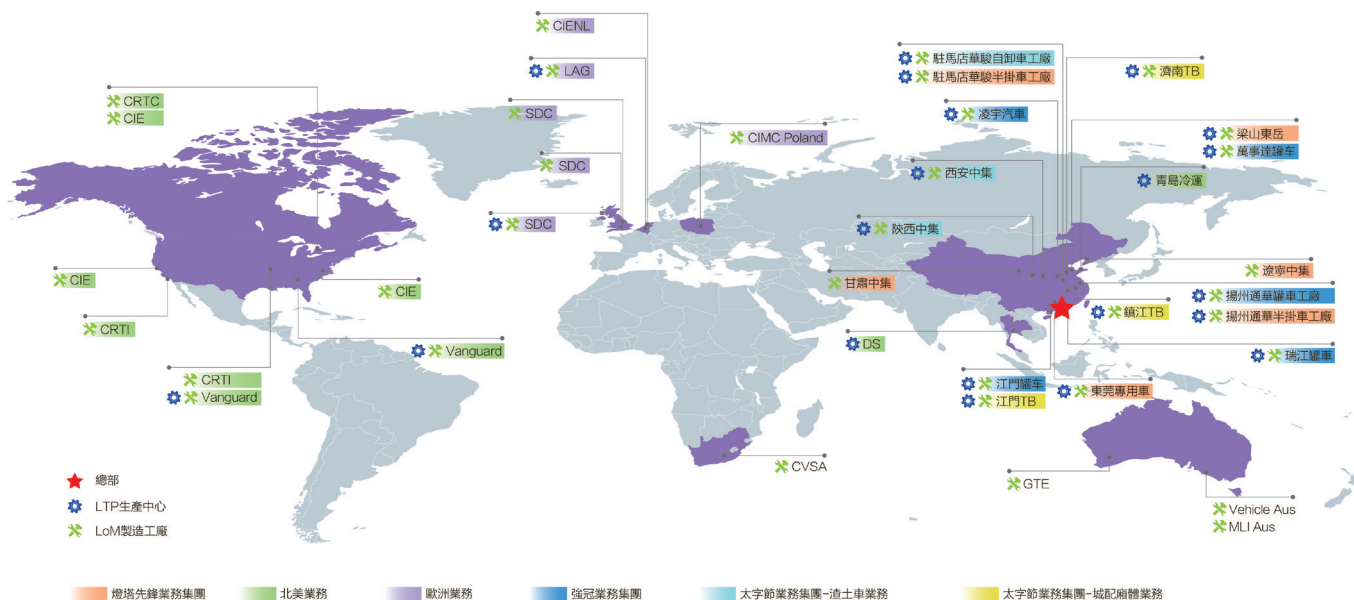 CIENL
LAG
SDC
SDC
SDC
CIMC Poland
CRTC
CIE
CIE
CRTI
CIE
Vanguard
CRTI
Vanguard
駐馬店華駿自卸車工廠
駐馬店華駿半掛車工廠
濟南TB
凌宇汽車
梁山東岳
萬事達罐车
西安中集
青島冷運
陝西中集
甘肅中集
遼寧中集
揚州通華罐車工廠
揚州通華半掛車工廠
鎮江TB
DS
瑞江罐車
江門罐车
江門TB
東莞專用車
CVSA
GTE
Vehicle Aus
MLI Aus
總部
LTP生產中心
LoM製造工廠
燈塔先鋒業務集團
北美業務
歐洲業務
強冠業務集團
太字節業務集團-渣土車業務
太字節業務集團-城配廂體業務